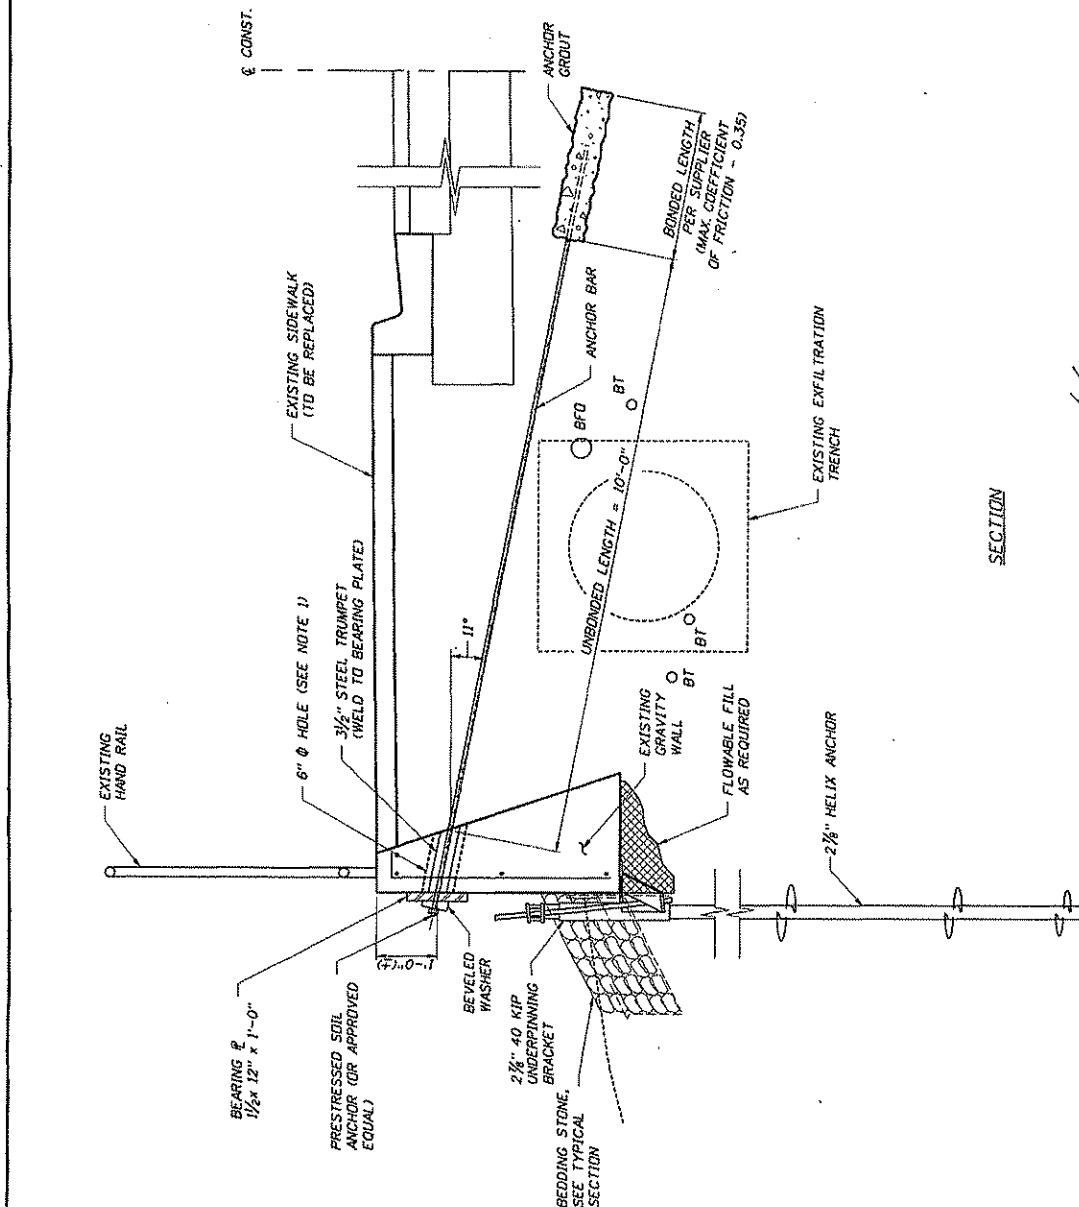 ℄ CONST.
ANCHOR
GROUT
BONDED LENGTH
PER SUPPLIER
(MAX. COEFFICIENT
OF FRICTION - 0.35)
EXISTING SIDEWALK
(TO BE REPLACED)
ANCHOR BAR
BFO
BT
EXISTING EXFILTRATION
TRENCH
UNBONDED LENGTH = 10'-0"
BT
BT
11°
6" Φ HOLE (SEE NOTE 1)
3½" STEEL TRUMPET
(WELD TO BEARING PLATE)
EXISTING
HAND RAIL
EXISTING
GRAVITY
WALL
FLOWABLE FILL
AS REQUIRED
2⅞" HELIX ANCHOR
1'-0"(±)
BEARING ℄
1½x 12" x 1'-0"
PRESTRESSED SOIL
ANCHOR (OR APPROVED
EQUAL)
BEVELED
WASHER
2⅞" 40 KIP
UNDERPINNING
BRACKET
BEDDING STONE,
SEE TYPICAL
SECTION
SECTION